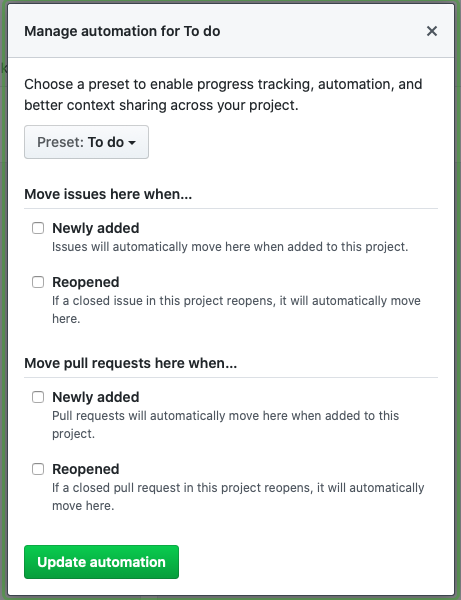 Manage automation for To do
Choose a preset to enable progress tracking, automation, and
better context sharing across your project.
Preset: To do
Move issues here when...
Newly added
Issues will automatically move here when added to this project.
Reopened
If a closed issue in this project reopens, it will automatically move
here.
Move pull requests here when...
Newly added
Pull requests will automatically move here when added to this
project.
Reopened
If a closed pull request in this project reopens, it will automatically
move here.
Update automation